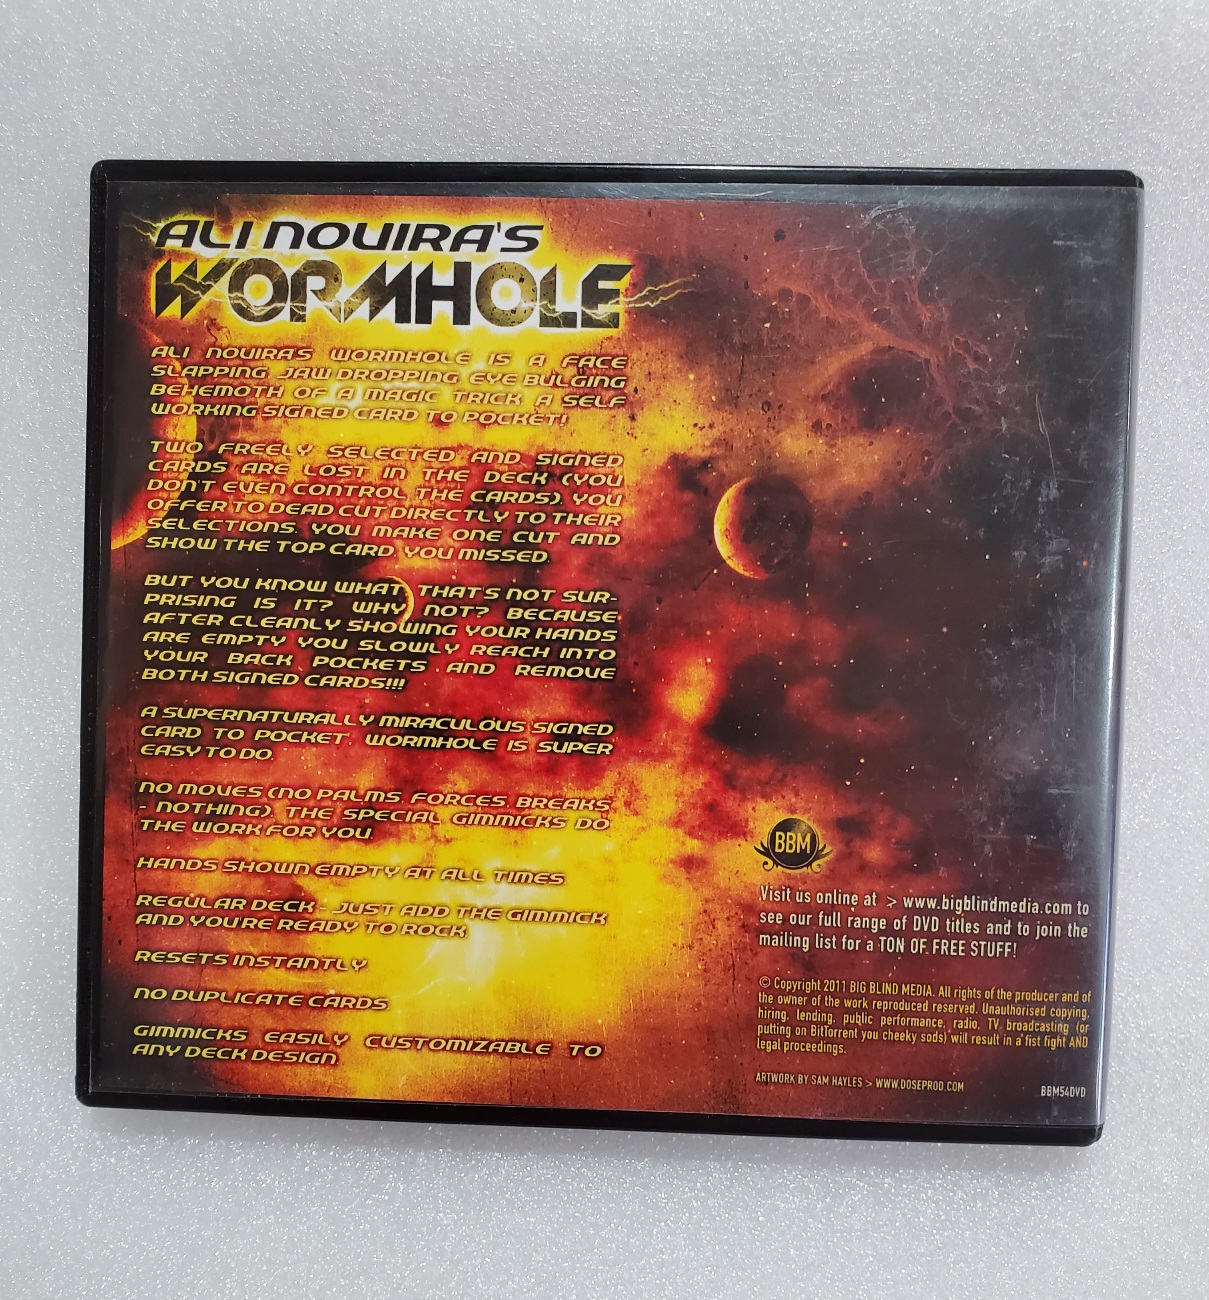 ALI NOUIRA'S
WORMHOLE
ALI NOUIRA'S WORMHOLE IS A FACE
SLAPPING, JAW DROPPING, EYE BULGING
BEHEMOTH OF A MAGIC TRICK. A SELF
WORKING SIGNED CARD TO POCKET!
TWO FREELY SELECTED AND SIGNED
CARDS ARE LOST IN THE DECK (YOU
DON'T EVEN CONTROL THE CARDS). YOU
OFFER TO DEAD CUT DIRECTLY TO THEIR
SELECTIONS. YOU MAKE ONE CUT AND
SHOW THE TOP CARD, YOU MISSED.
BUT YOU KNOW WHAT, THAT'S NOT SUR-
PRISING IS IT? WHY NOT? BECAUSE
AFTER CLEANLY SHOWING YOUR HANDS
ARE EMPTY YOU SLOWLY REACH INTO
YOUR BACK POCKETS AND REMOVE
BOTH SIGNED CARDS!!!
A SUPERNATURALLY MIRACULOUS SIGNED
CARD TO POCKET, WORMHOLE IS SUPER
EASY TO DO.
NO MOVES (NO PALMS, FORCES, BREAKS
- NOTHING). THE SPECIAL GIMMICKS DO
THE WORK FOR YOU.
HANDS SHOWN EMPTY AT ALL TIMES
REGULAR DECK - JUST ADD THE GIMMICK
AND YOU'RE READY TO ROCK
RESETS INSTANTLY
NO DUPLICATE CARDS
GIMMICKS EASILY CUSTOMIZABLE TO
ANY DECK DESIGN
BBM
Visit us online at > www.bigblindmedia.com to
see our full range of DVD titles and to join the
mailing list for a TON OF FREE STUFF!
© Copyright 2011 BIG BLIND MEDIA. All rights of the producer and of
the owner of the work reproduced reserved. Unauthorised copying,
hiring, lending, public performance, radio, TV broadcasting (or
putting on BitTorrent you cheeky sods) will result in a fist fight AND
legal proceedings.
ARTWORK BY SAM HAYLES > WWW.DOSEPROD.COM
BBM54DVD